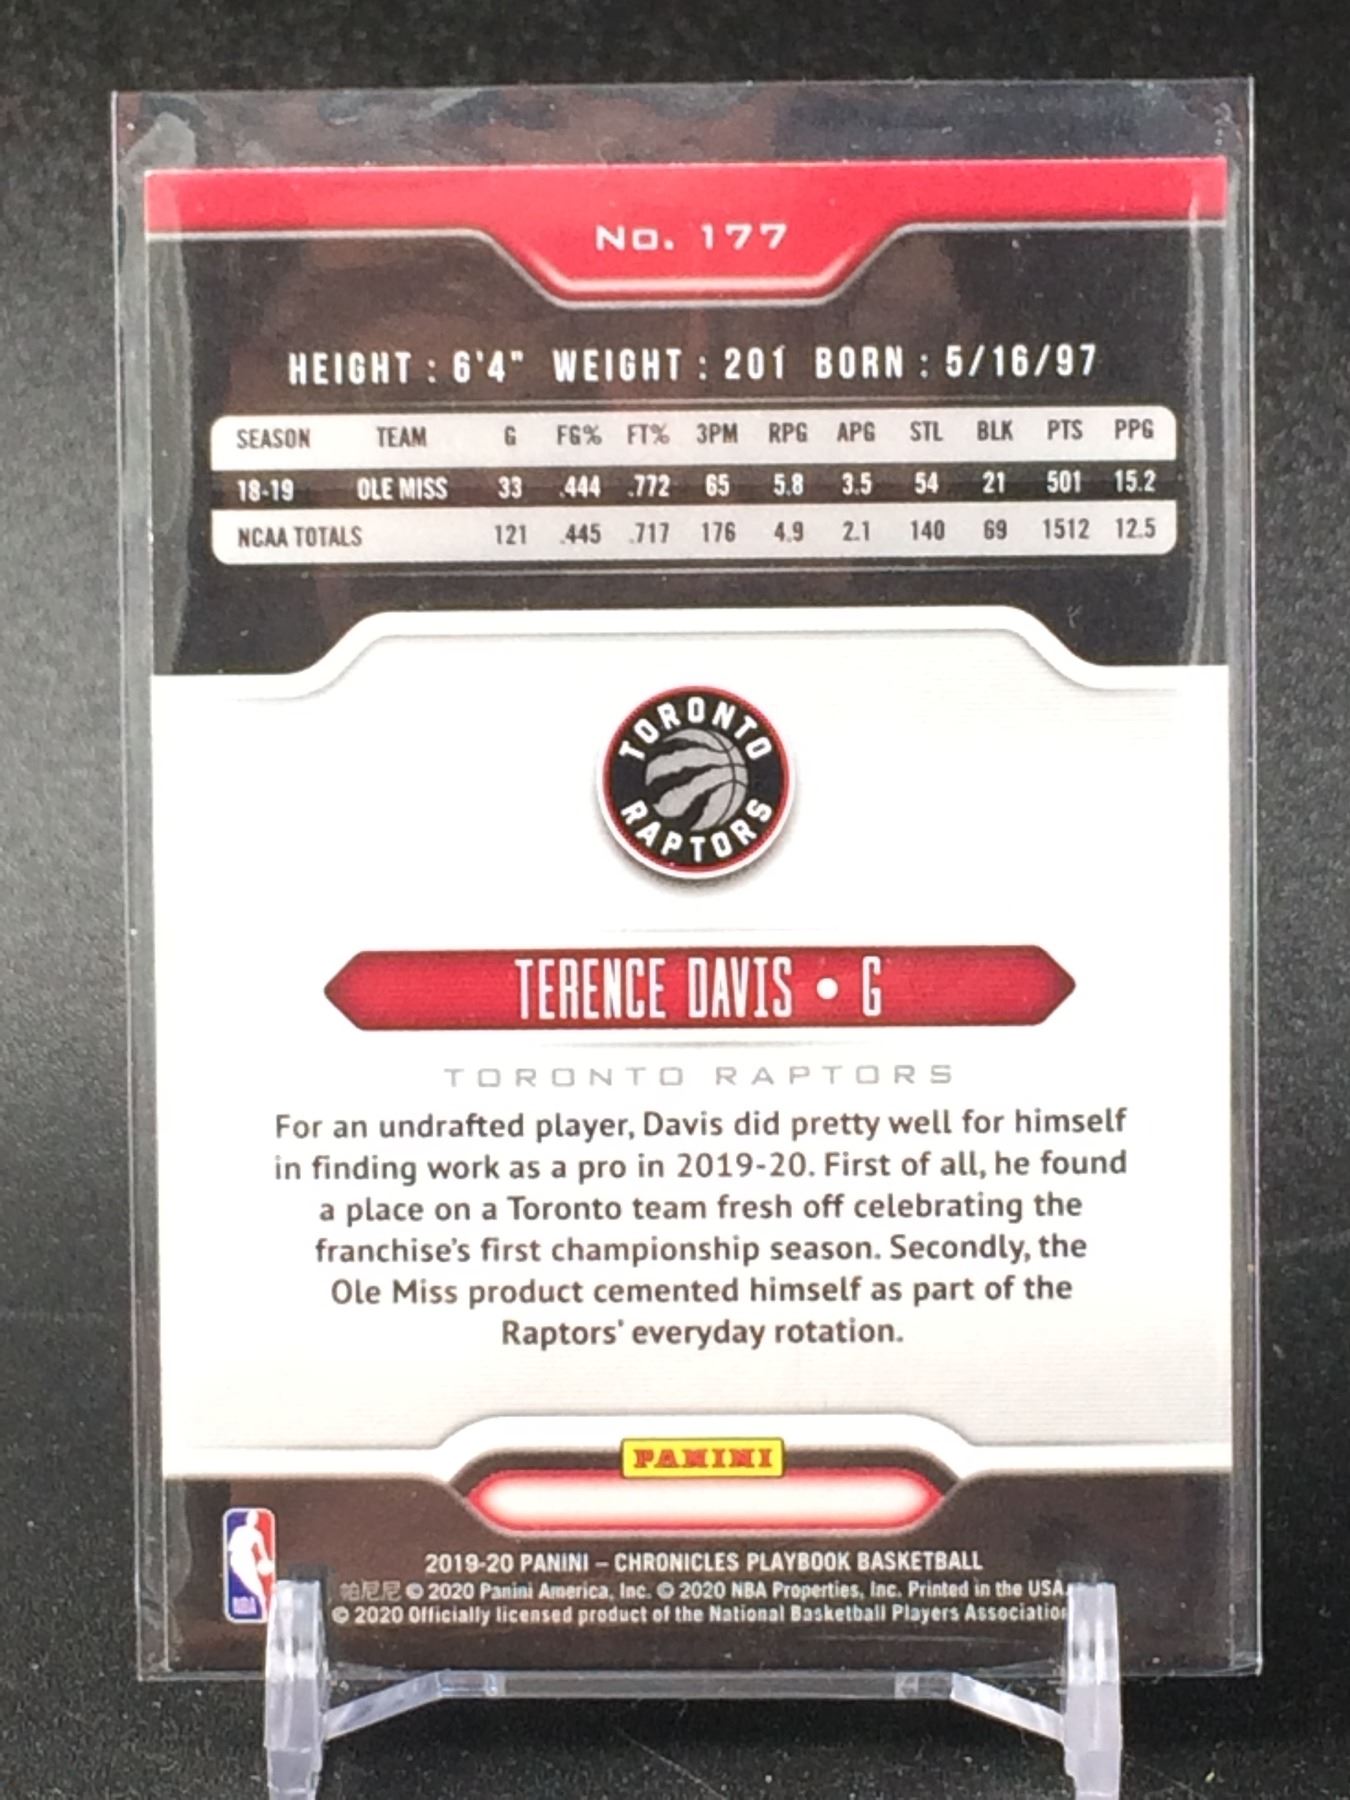 No. 177
HEIGHT : 6'4" WEIGHT : 201 BORN : 5/16/97
SEASON TEAM G FG% FT% 3PM RPG APG STL BLK PTS PPG
18-19 OLE MISS 33 .444 .772 65 5.8 3.5 54 21 501 15.2
NCAA TOTALS 121 .445 .717 176 4.9 2.1 140 69 1512 12.5
TORONTO
RAPTORS
TERENCE DAVIS • G
TORONTO RAPTORS
For an undrafted player, Davis did pretty well for himself
in finding work as a pro in 2019-20. First of all, he found
a place on a Toronto team fresh off celebrating the
franchise's first championship season. Secondly, the
Ole Miss product cemented himself as part of the
Raptors' everyday rotation.
PANINI
NBA
2019-20 PANINI – CHRONICLES PLAYBOOK BASKETBALL
帕尼尼 © 2020 Panini America, Inc. © 2020 NBA Properties, Inc. Printed in the USA.
© 2020 Officially licensed product of the National Basketball Players Association